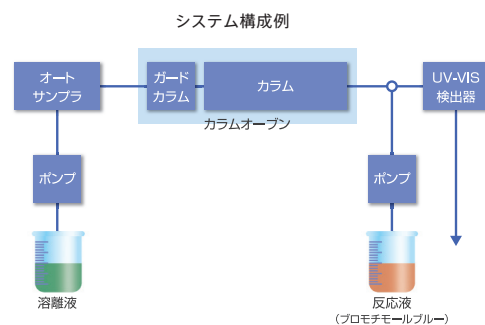 システム構成例
オート
サンプラ
ガード
カラム
カラム
UV-VIS
検出器
カラムオーブン
ポンプ
ポンプ
溶離液
反応液
（ブロモチモールブルー）